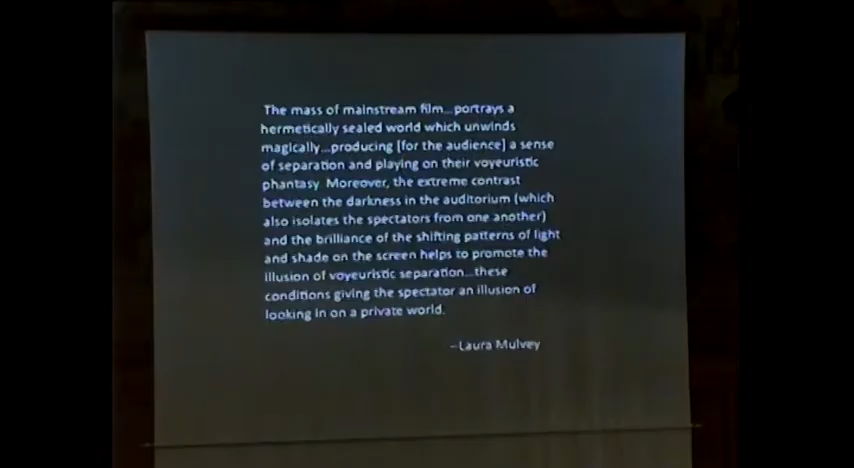 The mass of mainstream film...portrays a
hermetically sealed world which unwinds
magically...producing [for the audience] a sense
of separation and playing on their voyeuristic
phantasy. Moreover, the extreme contrast
between the darkness in the auditorium (which
also isolates the spectators from one another)
and the brilliance of the shifting patterns of light
and shade on the screen helps to promote the
illusion of voyeuristic separation...these
conditions giving the spectator an illusion of
looking in on a private world.
–Laura Mulvey